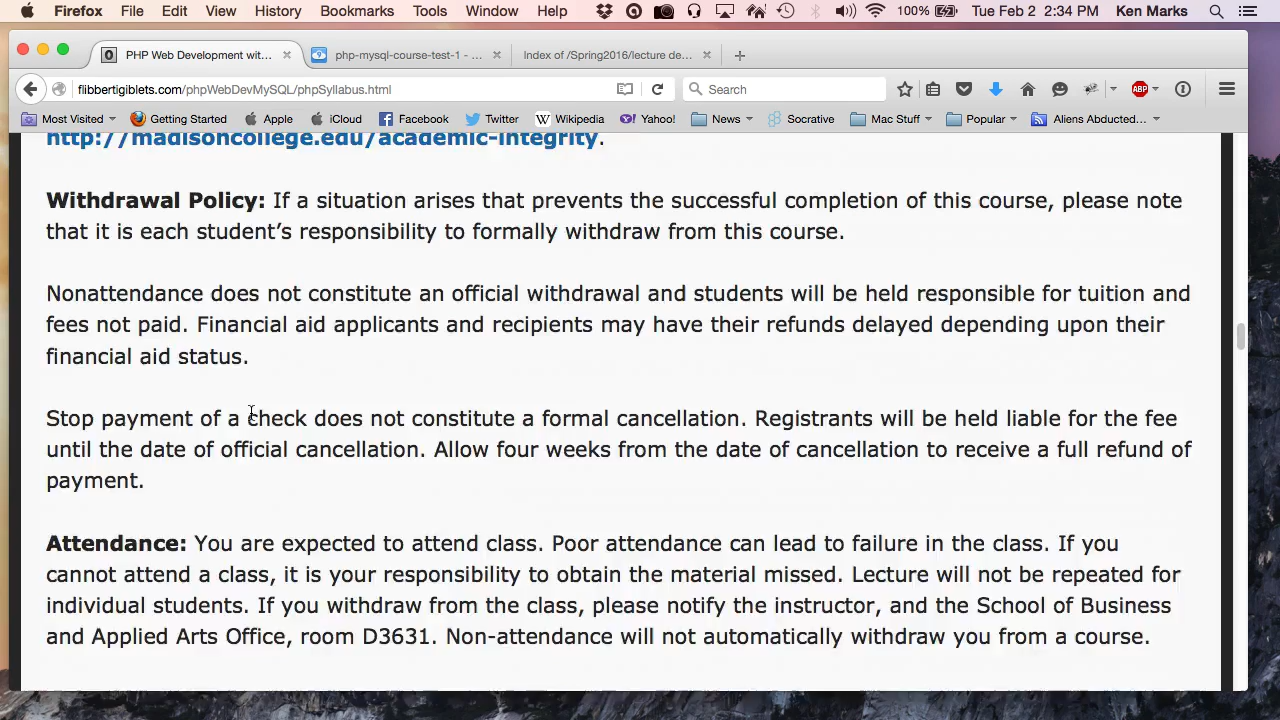 Firefox File Edit View History Bookmarks Tools Window Help 100% Tue Feb 2 2:34 PM Ken Marks
PHP Web Development wit... php-mysql-course-test-1 - ... Index of /Spring2016/lecture de...
flibbertigiblets.com/phpWebDevMySQL/phpSyllabus.html Search ABP
Most Visited Getting Started Apple iCloud Facebook Twitter Wikipedia Yahoo! News Socrative Mac Stuff Popular Aliens Abducted...
http://madisoncollege.edu/academic-integrity.
Withdrawal Policy: If a situation arises that prevents the successful completion of this course, please note
that it is each student’s responsibility to formally withdraw from this course.
Nonattendance does not constitute an official withdrawal and students will be held responsible for tuition and
fees not paid. Financial aid applicants and recipients may have their refunds delayed depending upon their
financial aid status.
Stop payment of a check does not constitute a formal cancellation. Registrants will be held liable for the fee
until the date of official cancellation. Allow four weeks from the date of cancellation to receive a full refund of
payment.
Attendance: You are expected to attend class. Poor attendance can lead to failure in the class. If you
cannot attend a class, it is your responsibility to obtain the material missed. Lecture will not be repeated for
individual students. If you withdraw from the class, please notify the instructor, and the School of Business
and Applied Arts Office, room D3631. Non-attendance will not automatically withdraw you from a course.